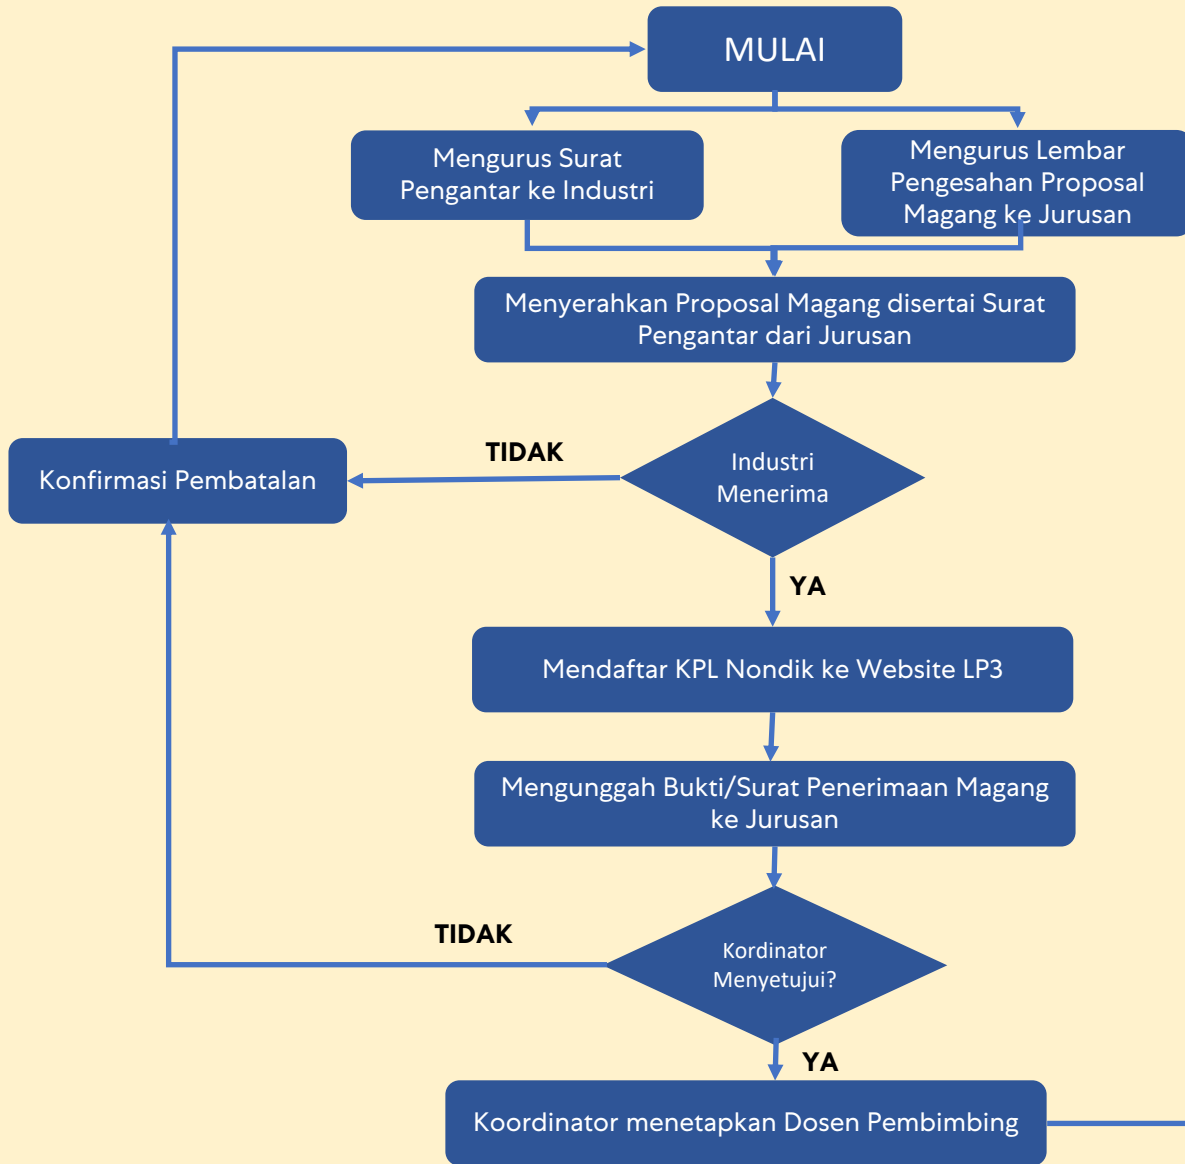 MULAI
Mengurus Surat
Pengantar ke Industri
Mengurus Lembar
Pengesahan Proposal
Magang ke Jurusan
Menyerahkan Proposal Magang disertai Surat
Pengantar dari Jurusan
TIDAK
Industri
Menerima
Konfirmasi Pembatalan
YA
Mendaftar KPL Nondik ke Website LP3
Mengunggah Bukti/Surat Penerimaan Magang
ke Jurusan
TIDAK
Kordinator
Menyetujui?
YA
Koordinator menetapkan Dosen Pembimbing